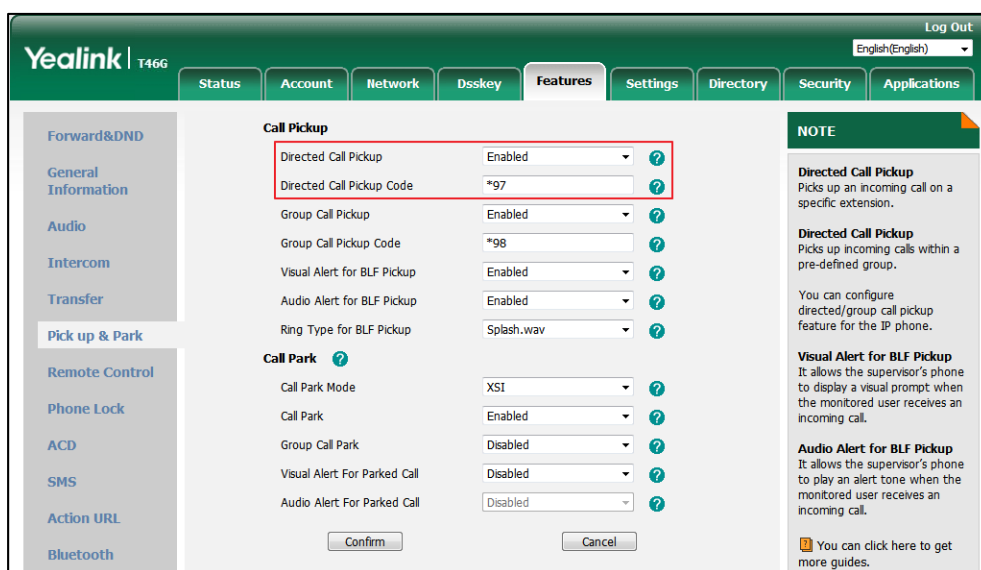 Log Out
Yealink | T46G
English(English)
Status
Account
Network
Dsskey
Features
Settings
Directory
Security
Applications
Forward&DND
General
Information
Audio
Intercom
Transfer
Pick up & Park
Remote Control
Phone Lock
ACD
SMS
Action URL
Bluetooth
Call Pickup
Directed Call Pickup Enabled ?
Directed Call Pickup Code *97 ?
Group Call Pickup Enabled ?
Group Call Pickup Code *98 ?
Visual Alert for BLF Pickup Enabled ?
Audio Alert for BLF Pickup Enabled ?
Ring Type for BLF Pickup Splash.wav ?
Call Park ?
Call Park Mode XSI ?
Call Park Enabled ?
Group Call Park Disabled ?
Visual Alert For Parked Call Disabled ?
Audio Alert For Parked Call Disabled ?
Confirm Cancel
NOTE
Directed Call Pickup
Picks up an incoming call on a
specific extension.
Directed Call Pickup
Picks up incoming calls within a
pre-defined group.
You can configure
directed/group call pickup
feature for the IP phone.
Visual Alert for BLF Pickup
It allows the supervisor's phone
to display a visual prompt when
the monitored user receives an
incoming call.
Audio Alert for BLF Pickup
It allows the supervisor's phone
to play an alert tone when the
monitored user receives an
incoming call.
? You can click here to get
more guides.